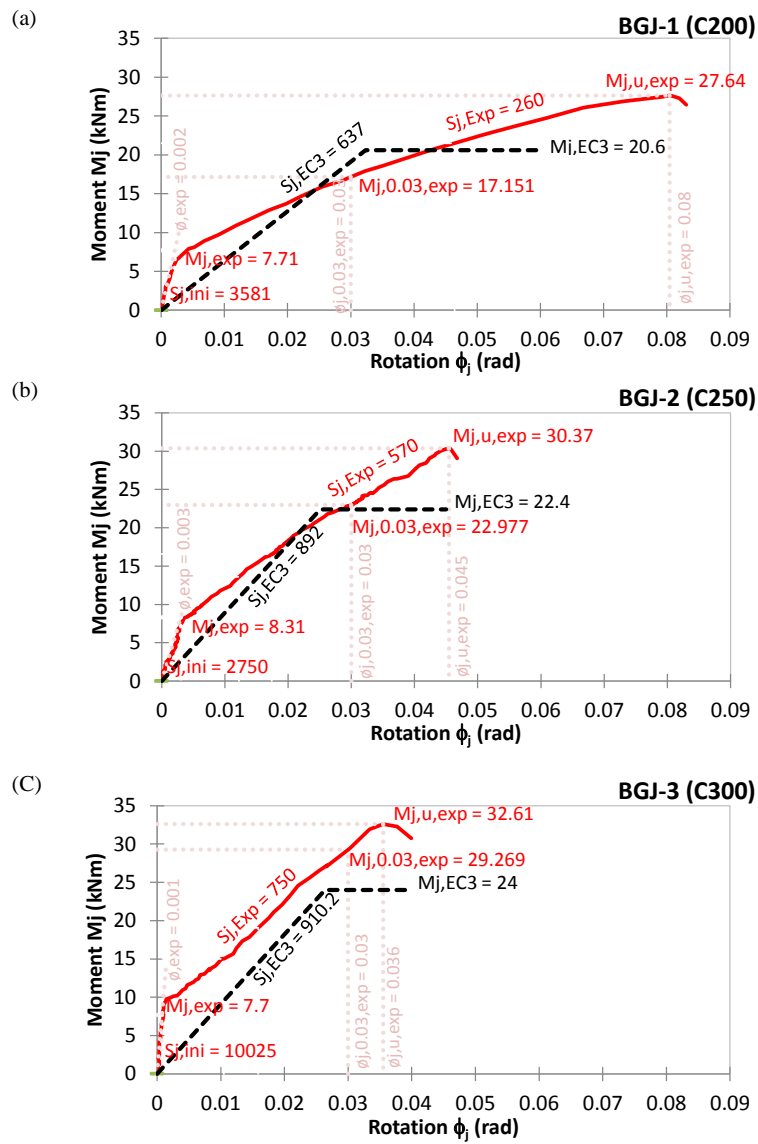 (a)
BGJ-1 (C200)
Moment Mj (kNm)
35
30
25
20
15
10
5
0
Mj,u,exp = 27.64
Sj,Exp = 260
Sj,EC3 = 637
Mj,EC3 = 20.6
ø,exp = 0.002
Mj,0.03,exp = 17.151
Mj,exp = 7.71
Sj,ini = 3581
øj,u,exp = 0.08
0 0.01 0.02 0.03 0.04 0.05 0.06 0.07 0.08 0.09
Rotation ϕj (rad)
(b)
BGJ-2 (C250)
Moment Mj (kNm)
35
30
25
20
15
10
5
0
Mj,u,exp = 30.37
Sj,Exp = 570
Mj,EC3 = 22.4
Mj,0.03,exp = 22.977
ø,exp = 0.003
Sj,EC3 = 892
Mj,exp = 8.31
Sj,ini = 2750
øj,0.03,exp = 0.03
øj,u,exp = 0.045
0 0.01 0.02 0.03 0.04 0.05 0.06 0.07 0.08 0.09
Rotation ϕj (rad)
(C)
BGJ-3 (C300)
Moment Mj (kNm)
35
30
25
20
15
10
5
0
Mj,u,exp = 32.61
Mj,0.03,exp = 29.269
Mj,EC3 = 24
Sj,Exp = 750
Sj,EC3 = 910.2
ø,exp = 0.001
Mj,exp = 7.7
Sj,ini = 10025
øj,0.03,exp = 0.03
øj,u,exp = 0.036
0 0.01 0.02 0.03 0.04 0.05 0.06 0.07 0.08 0.09
Rotation ϕj (rad)